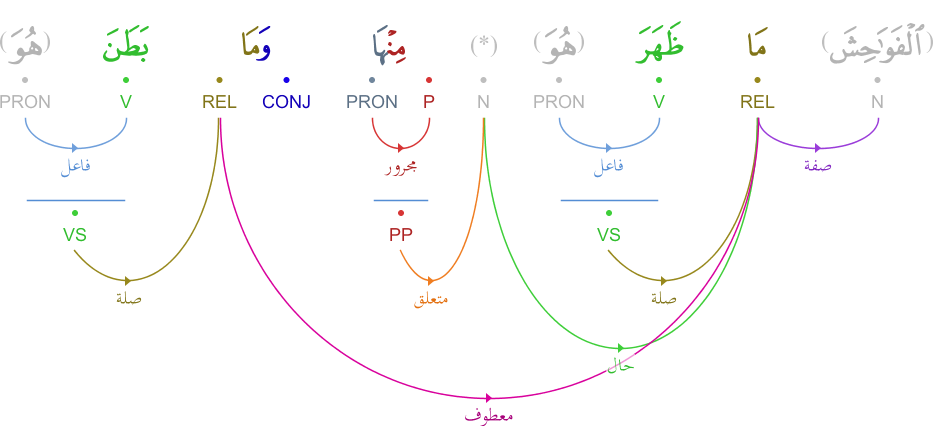 (ٱلْفَوَٰحِشَ) مَا ظَهَرَ (هُوَ) (*) مِنْهَا وَمَا بَطَنَ (هُوَ)
N REL V PRON N P PRON CONJ REL V PRON
صفة فاعل مجرور فاعل
VS PP VS
صلة متعلق صلة
حال
معطوف